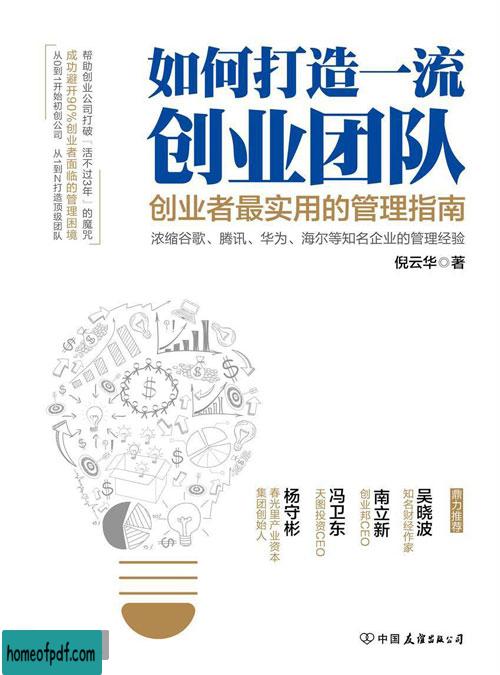 如何打造一流
创业团队
创业者最实用的管理指南
浓缩谷歌、腾讯、华为、海尔等知名企业的管理经验
倪云华◎著
帮助创业公司打破“活不过3年”的魔咒
成功避开90%创业者面临的管理困境
从0到1开始初创公司 从1到N打造顶级团队
鼎力推荐
吴晓波
知名财经作家
南立新
创业邦CEO
冯卫东
天图投资CEO
杨守彬
春光里产业资本
集团创始人
中国友谊出版公司
homeofpdf.com